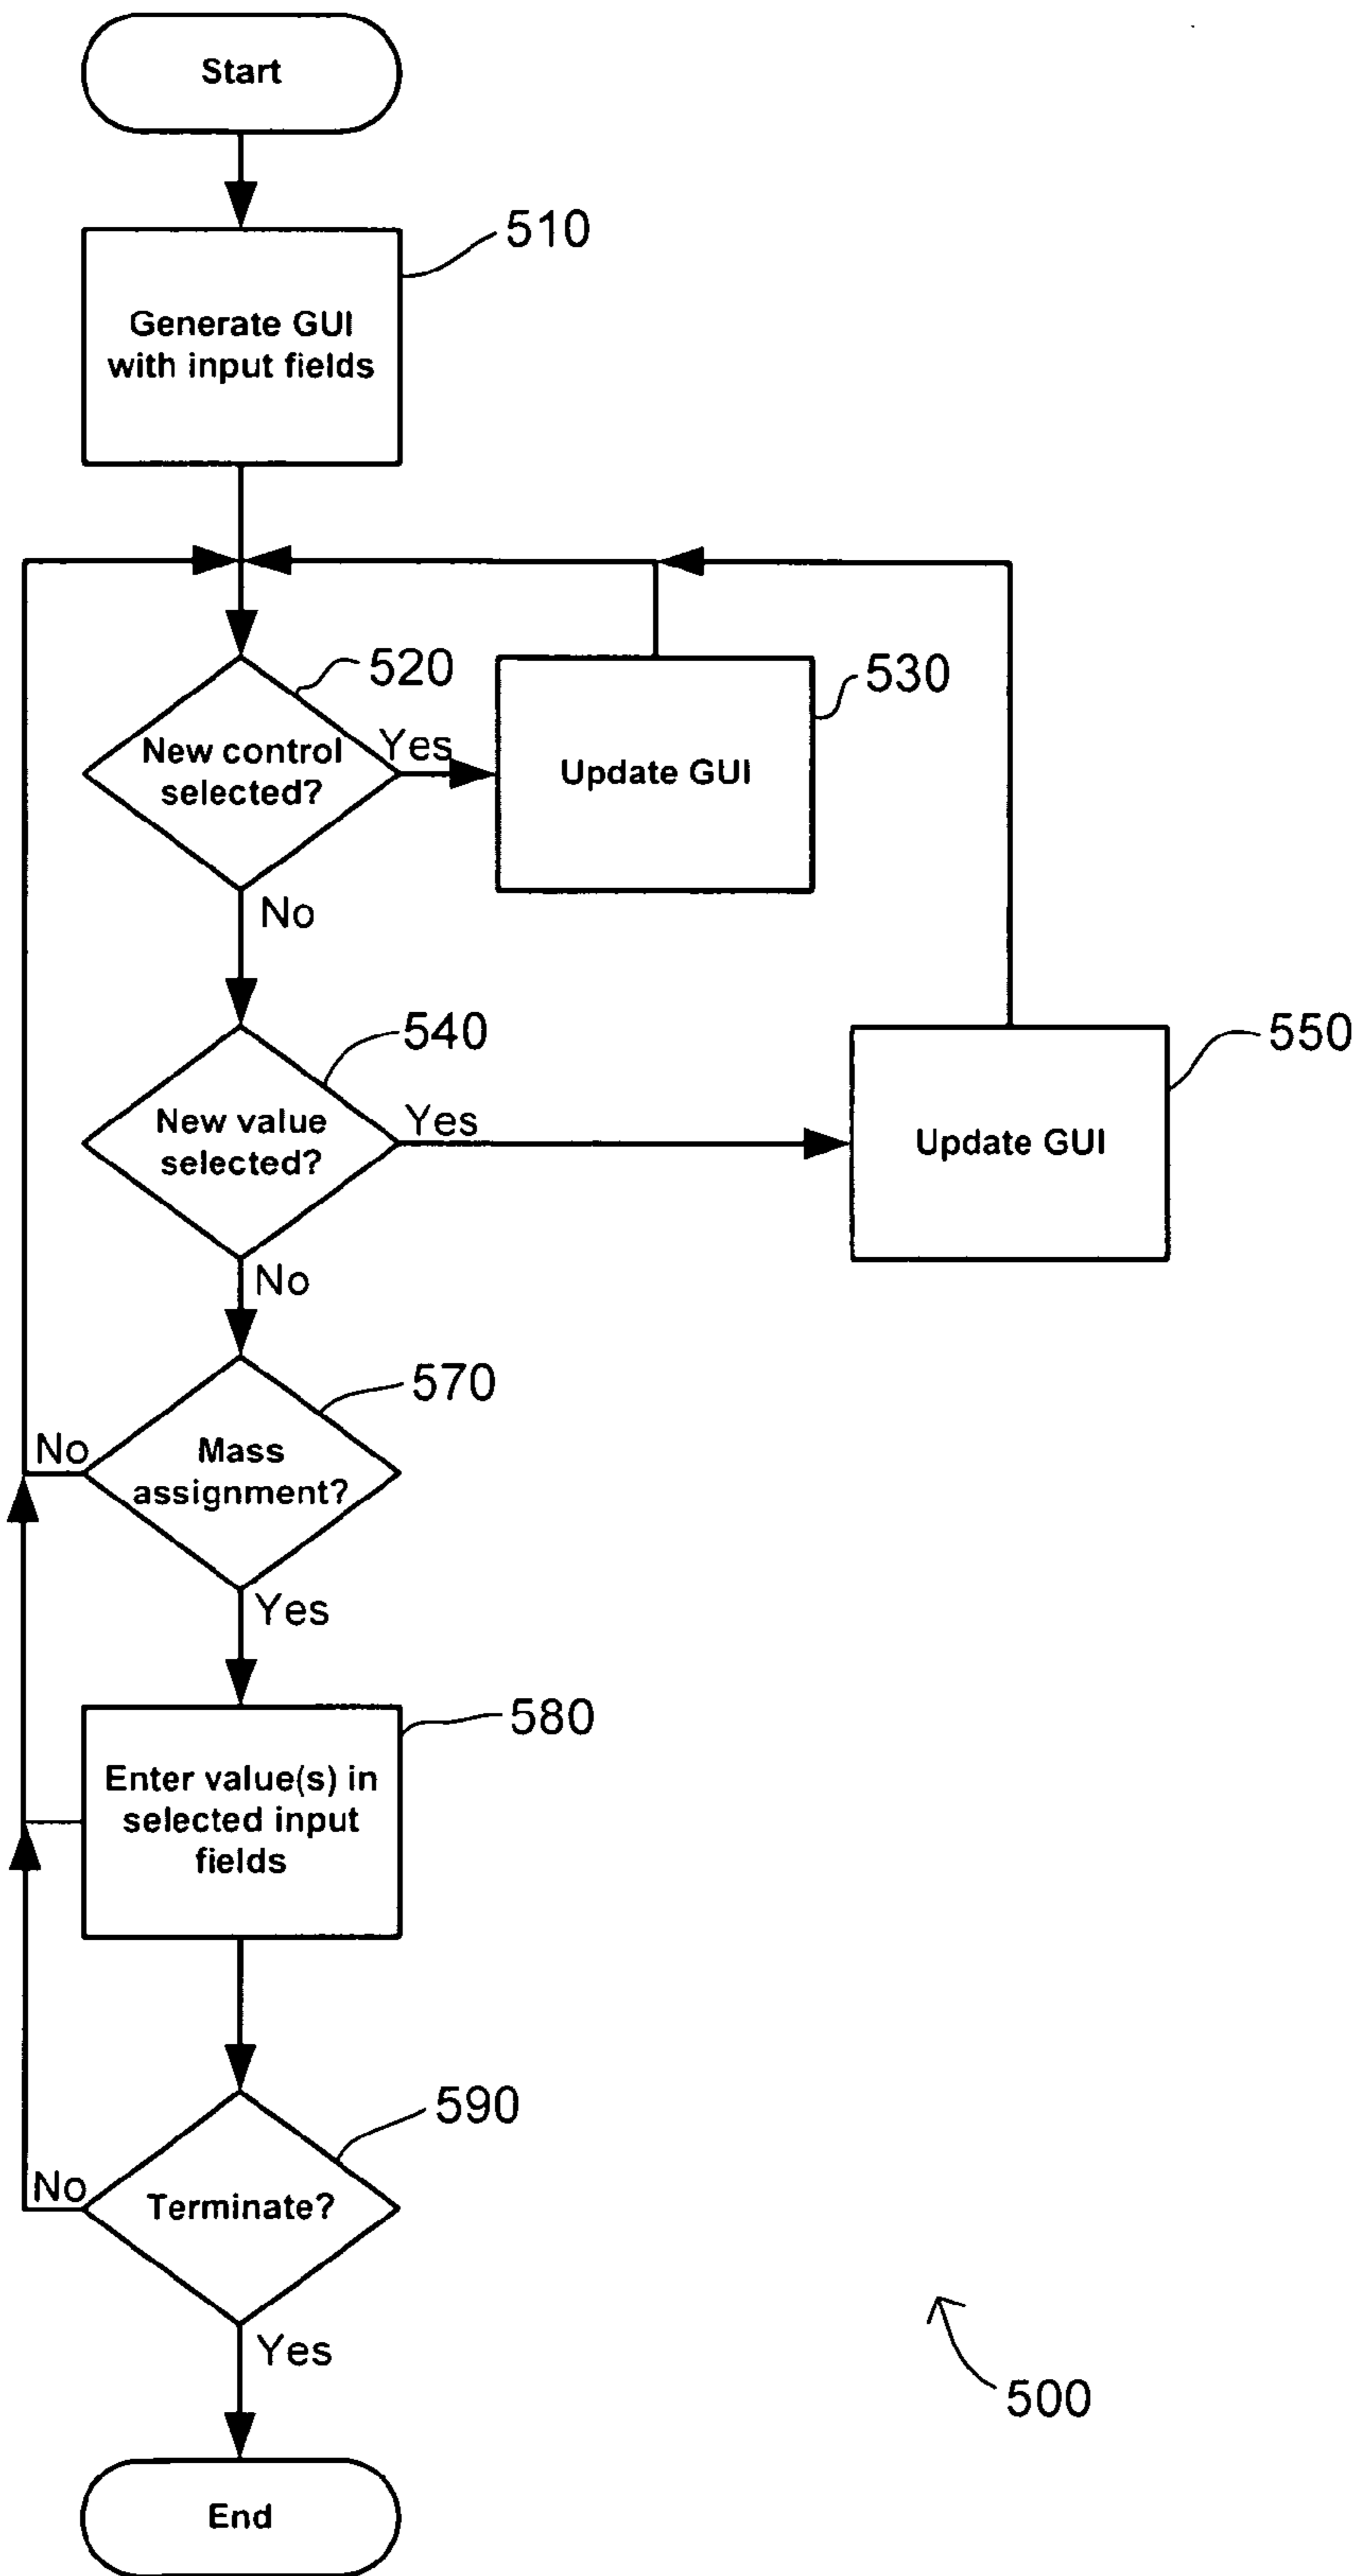 Start
510
Generate GUI
with input fields
520
New control
selected?
Yes
530
Update GUI
No
540
New value
selected?
Yes
550
Update GUI
No
570
Mass
assignment?
No
Yes
580
Enter value(s) in
selected input
fields
590
Terminate?
No
Yes
500
End